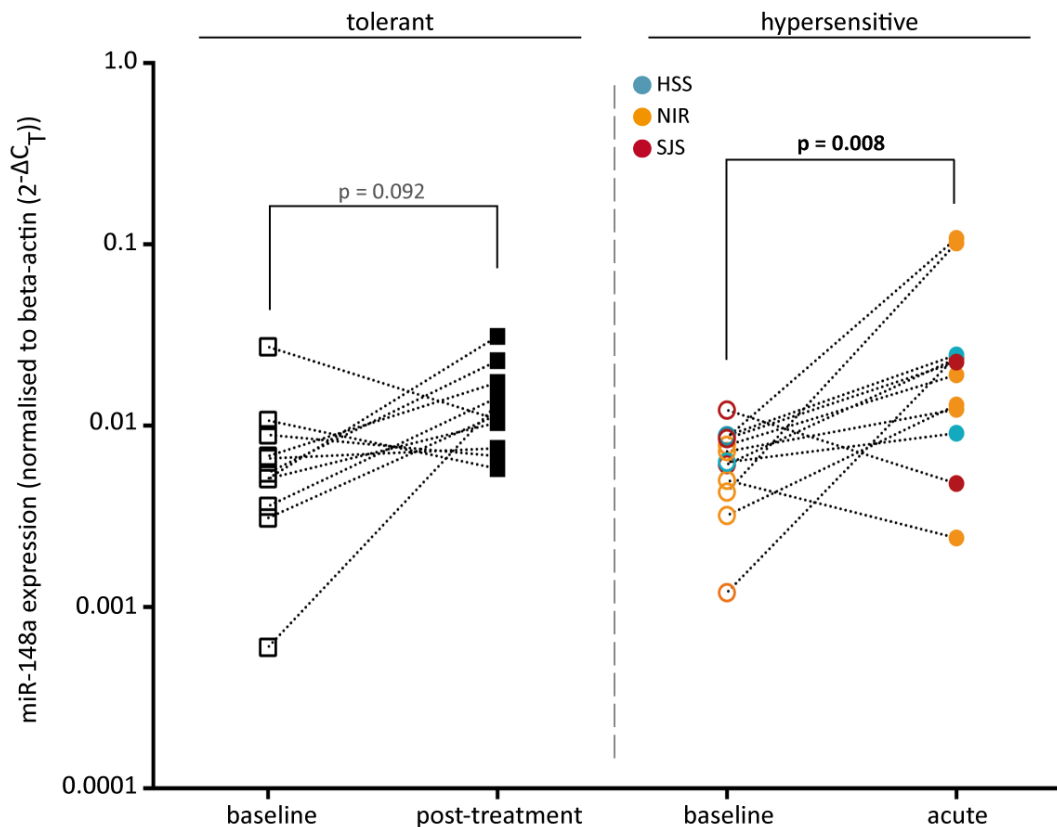 tolerant
hypersensitive
HSS
NIR
SJS
p = 0.008
p = 0.092
miR-148a expression (normalised to beta-actin (2-ΔCT))
1.0
0.1
0.01
0.001
0.0001
baseline
post-treatment
baseline
acute